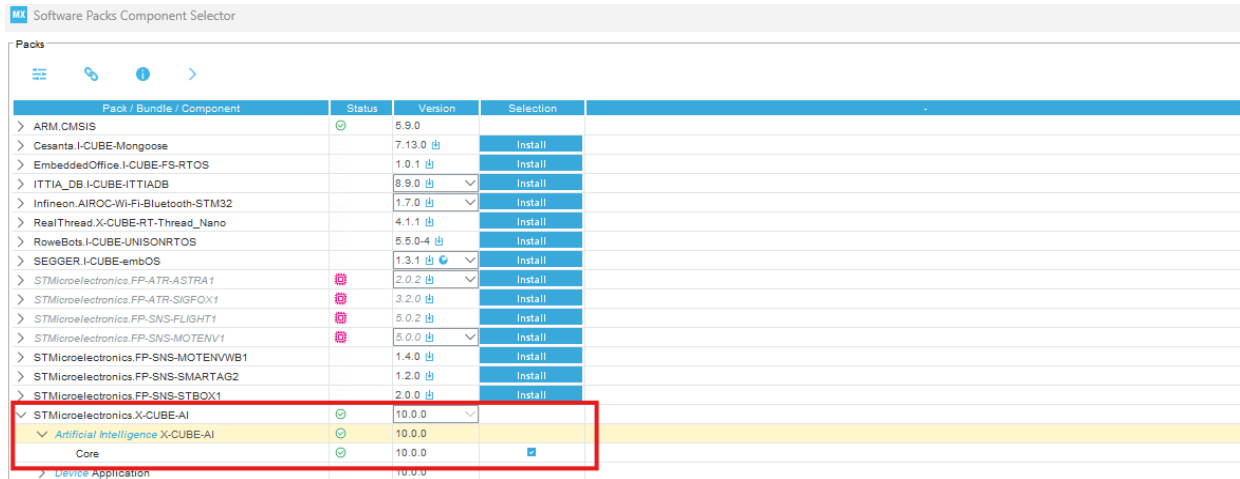 MX Software Packs Component Selector
Packs
Pack / Bundle / Component Status Version Selection -
ARM.CMSIS 5.9.0
Cesanta.I-CUBE-Mongoose 7.13.0 Install
EmbeddedOffice.I-CUBE-FS-RTOS 1.0.1 Install
ITTIA_DB.I-CUBE-ITTIADB 8.9.0 Install
Infineon.AIROC-Wi-Fi-Bluetooth-STM32 1.7.0 Install
RealThread.X-CUBE-RT-Thread_Nano 4.1.1 Install
RoweBots.I-CUBE-UNISONRTOS 5.5.0-4 Install
SEGGER.I-CUBE-embOS 1.3.1 Install
STMicroelectronics.FP-ATR-ASTRA1 2.0.2 Install
STMicroelectronics.FP-ATR-SIGFOX1 3.2.0 Install
STMicroelectronics.FP-SNS-FLIGHT1 5.0.2 Install
STMicroelectronics.FP-SNS-MOTENV1 5.0.0 Install
STMicroelectronics.FP-SNS-MOTENVWB1 1.4.0 Install
STMicroelectronics.FP-SNS-SMARTAG2 1.2.0 Install
STMicroelectronics.FP-SNS-STBOX1 2.0.0 Install
STMicroelectronics.X-CUBE-AI 10.0.0
Artificial Intelligence X-CUBE-AI 10.0.0
Core 10.0.0
Device Application 10.0.0